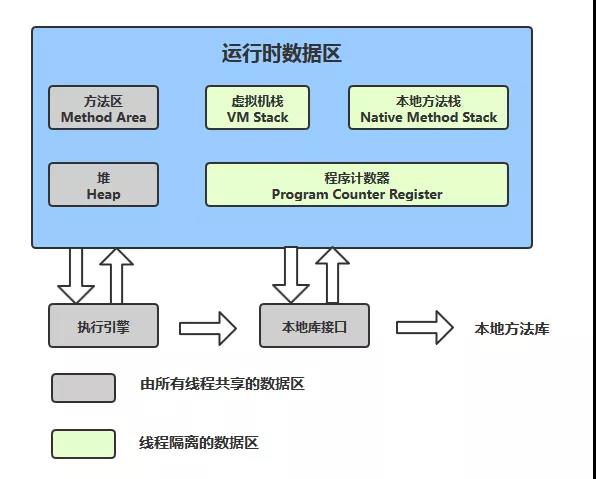 运行时数据区
方法区
Method Area
虚拟机栈
VM Stack
本地方法栈
Native Method Stack
堆
Heap
程序计数器
Program Counter Register
执行引擎
本地库接口
本地方法库
由所有线程共享的数据区
线程隔离的数据区